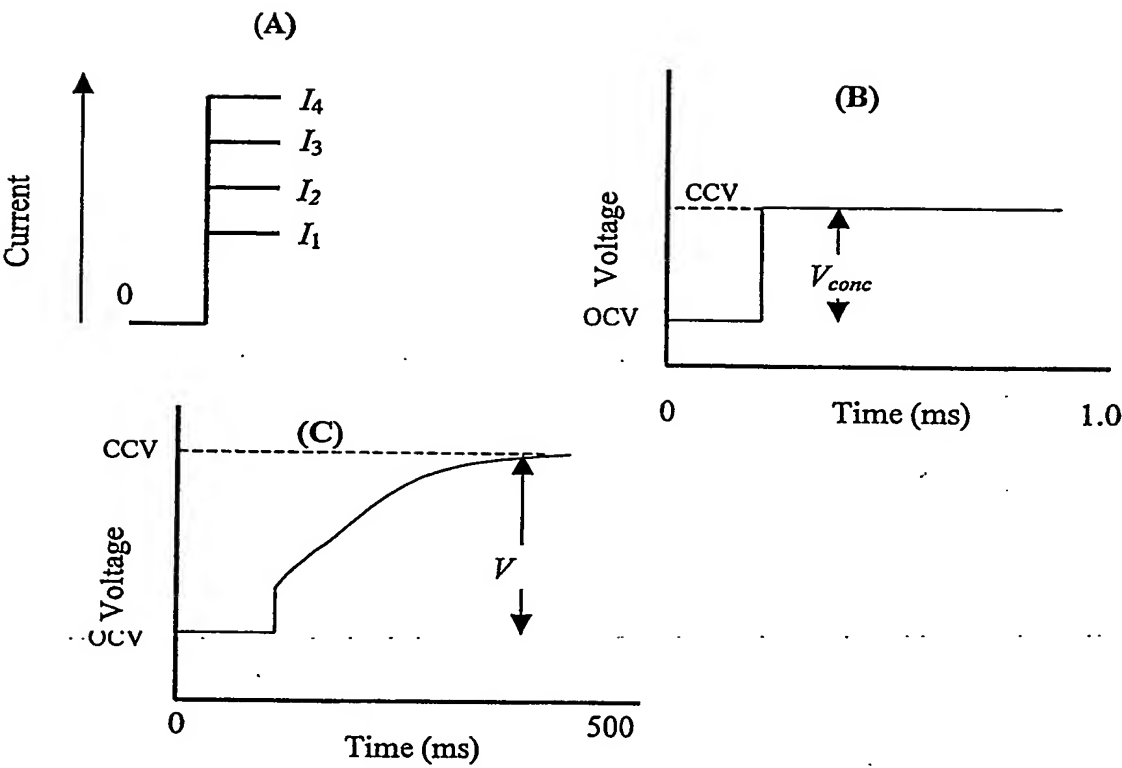 (A)
Current
0
I4
I3
I2
I1
(B)
Voltage
CCV
OCV
Vconc
0
Time (ms)
1.0
(C)
Voltage
CCV
OCV
V
0
Time (ms)
500